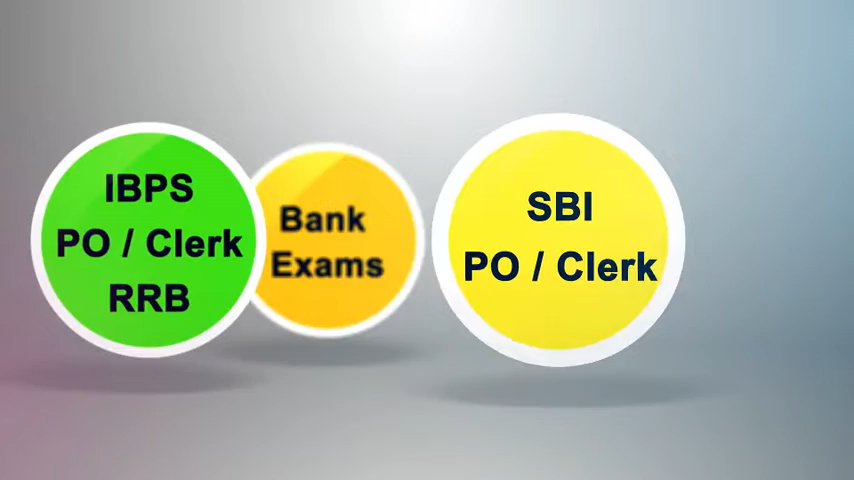 IBPS
PO / Clerk
RRB
Bank
Exams
SBI
PO / Clerk